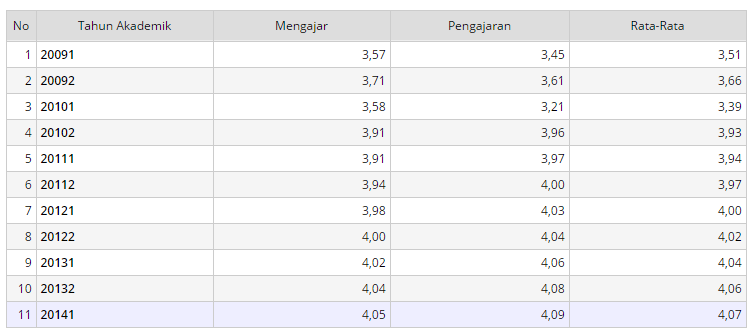 No Tahun Akademik Mengajar Pengajaran Rata-Rata
1 20091 3,57 3,45 3,51
2 20092 3,71 3,61 3,66
3 20101 3,58 3,21 3,39
4 20102 3,91 3,96 3,93
5 20111 3,91 3,97 3,94
6 20112 3,94 4,00 3,97
7 20121 3,98 4,03 4,00
8 20122 4,00 4,04 4,02
9 20131 4,02 4,06 4,04
10 20132 4,04 4,08 4,06
11 20141 4,05 4,09 4,07